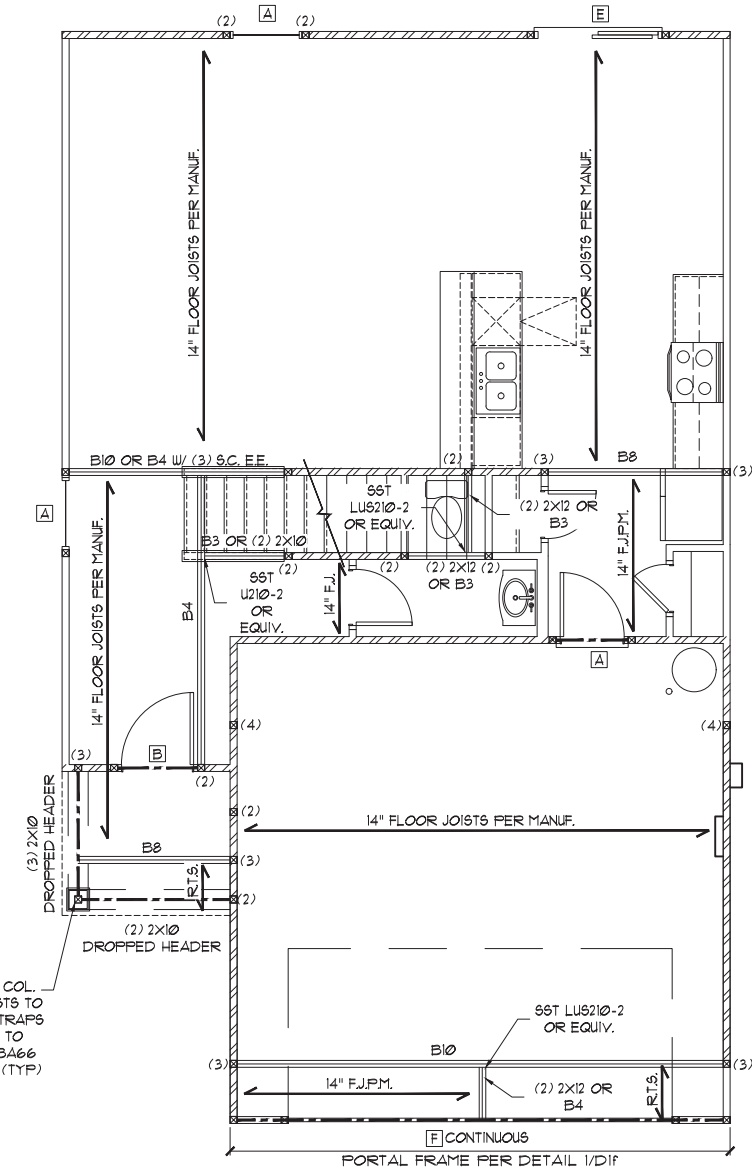 A
E
(2)
(2)
14" FLOOR JOISTS PER MANUF.
14" FLOOR JOISTS PER MANUF.
B10 OR B4 W/ (3) S.C. E.E.
(2)
(3)
B8
(3)
A
SST
LUS210-2
OR EQUIV.
(2) 2X12 OR
B3
B3 OR (2) 2X10
(2)
(2)
(2) 2X12
OR B3
(2)
14" FLOOR JOISTS PER MANUF.
B4
SST
U210-2
OR
EQUIV.
14" F.J.
14" F.J.P.M.
A
(4)
(4)
(3)
B
(2)
(3) 2X10
DROPPED HEADER
(2)
14" FLOOR JOISTS PER MANUF.
B8
(3)
R.T.S.
(2)
(2) 2X10
DROPPED HEADER
COL.
STS TO
TRAPS
TO
BA66
(TYP)
SST LUS210-2
OR EQUIV.
(3)
B10
(3)
14" F.J.P.M.
(2) 2X12 OR
B4
R.T.S.
F CONTINUOUS
PORTAL FRAME PER DETAIL 1/D1f